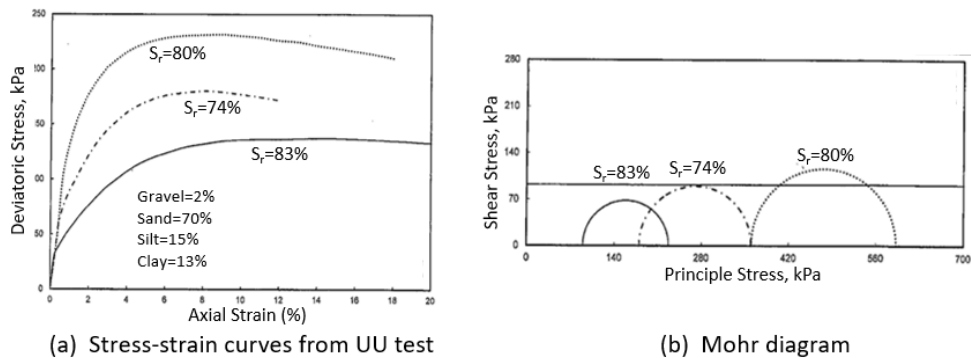 250
200
150
100
50
0
Deviatoric Stress, kPa
Sᵣ=80%
Sᵣ=74%
Sᵣ=83%
Gravel=2%
Sand=70%
Silt=15%
Clay=13%
0 2 4 6 8 10 12 14 16 18 20
Axial Strain (%)
(a) Stress-strain curves from UU test
280
210
140
70
0
Shear Stress, kPa
Sᵣ=83% Sᵣ=74% Sᵣ=80%
0 140 280 420 560 700
Principle Stress, kPa
(b) Mohr diagram